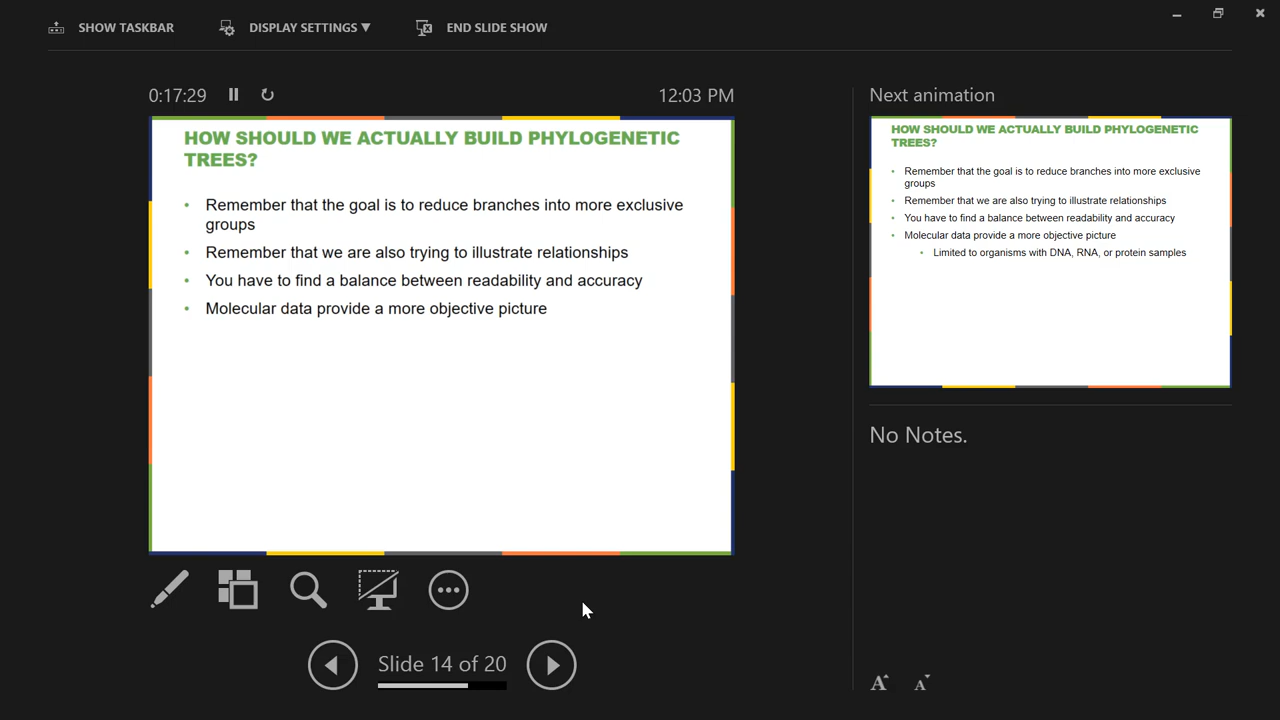 SHOW TASKBAR
DISPLAY SETTINGS ▼
END SLIDE SHOW
0:17:29
12:03 PM
HOW SHOULD WE ACTUALLY BUILD PHYLOGENETIC
TREES?
• Remember that the goal is to reduce branches into more exclusive
groups
• Remember that we are also trying to illustrate relationships
• You have to find a balance between readability and accuracy
• Molecular data provide a more objective picture
Slide 14 of 20
Next animation
HOW SHOULD WE ACTUALLY BUILD PHYLOGENETIC
TREES?
• Remember that the goal is to reduce branches into more exclusive
groups
• Remember that we are also trying to illustrate relationships
• You have to find a balance between readability and accuracy
• Molecular data provide a more objective picture
• Limited to organisms with DNA, RNA, or protein samples
No Notes.
A A